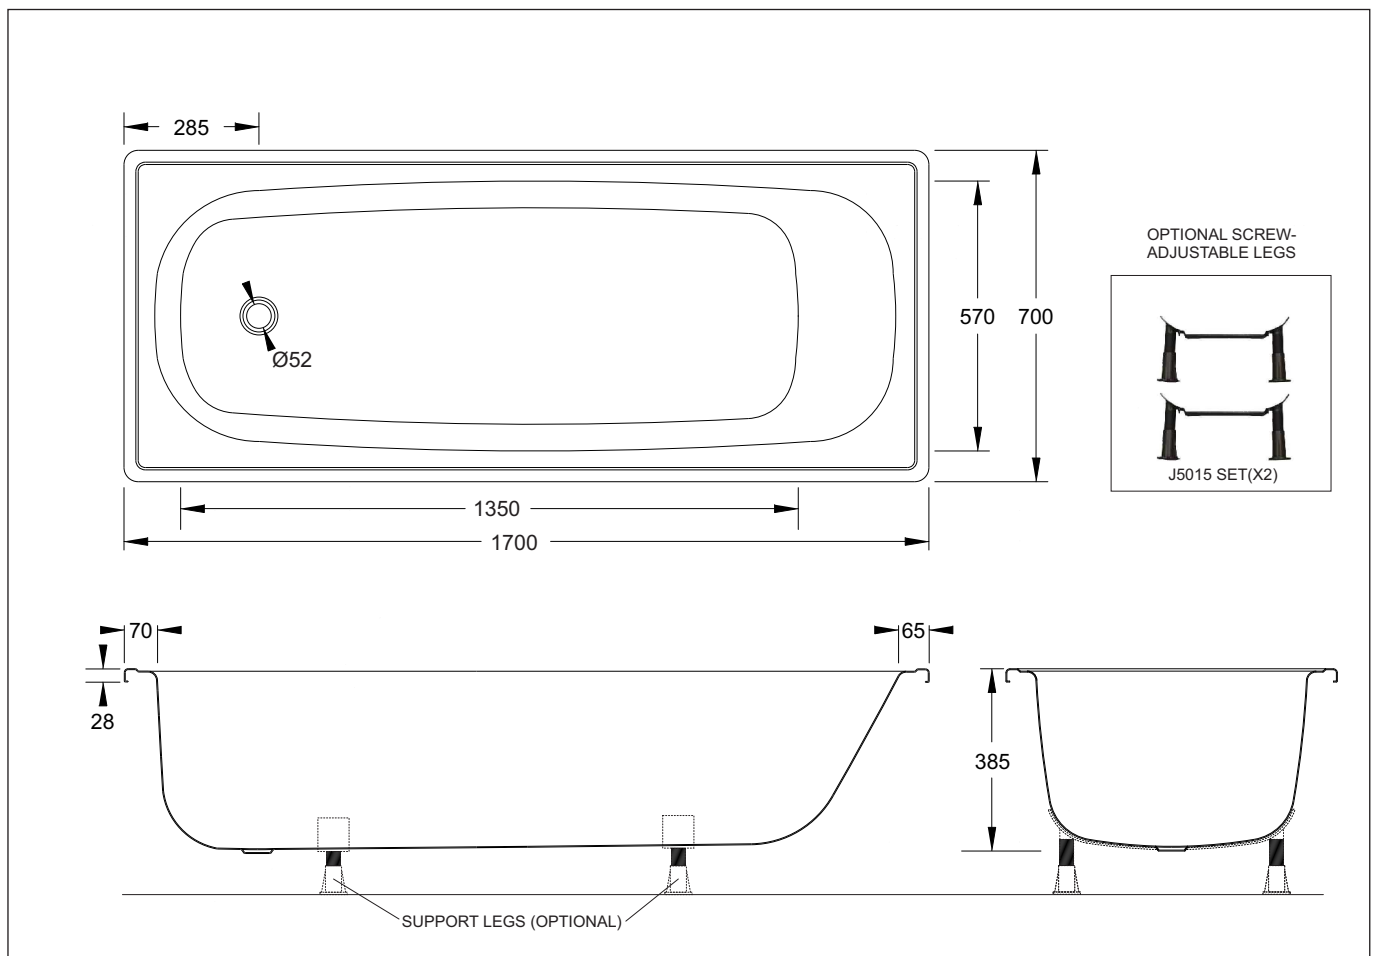 285
Ø52
570
700
1350
1700
OPTIONAL SCREW-
ADJUSTABLE LEGS
J5015 SET(X2)
70
65
28
385
SUPPORT LEGS (OPTIONAL)